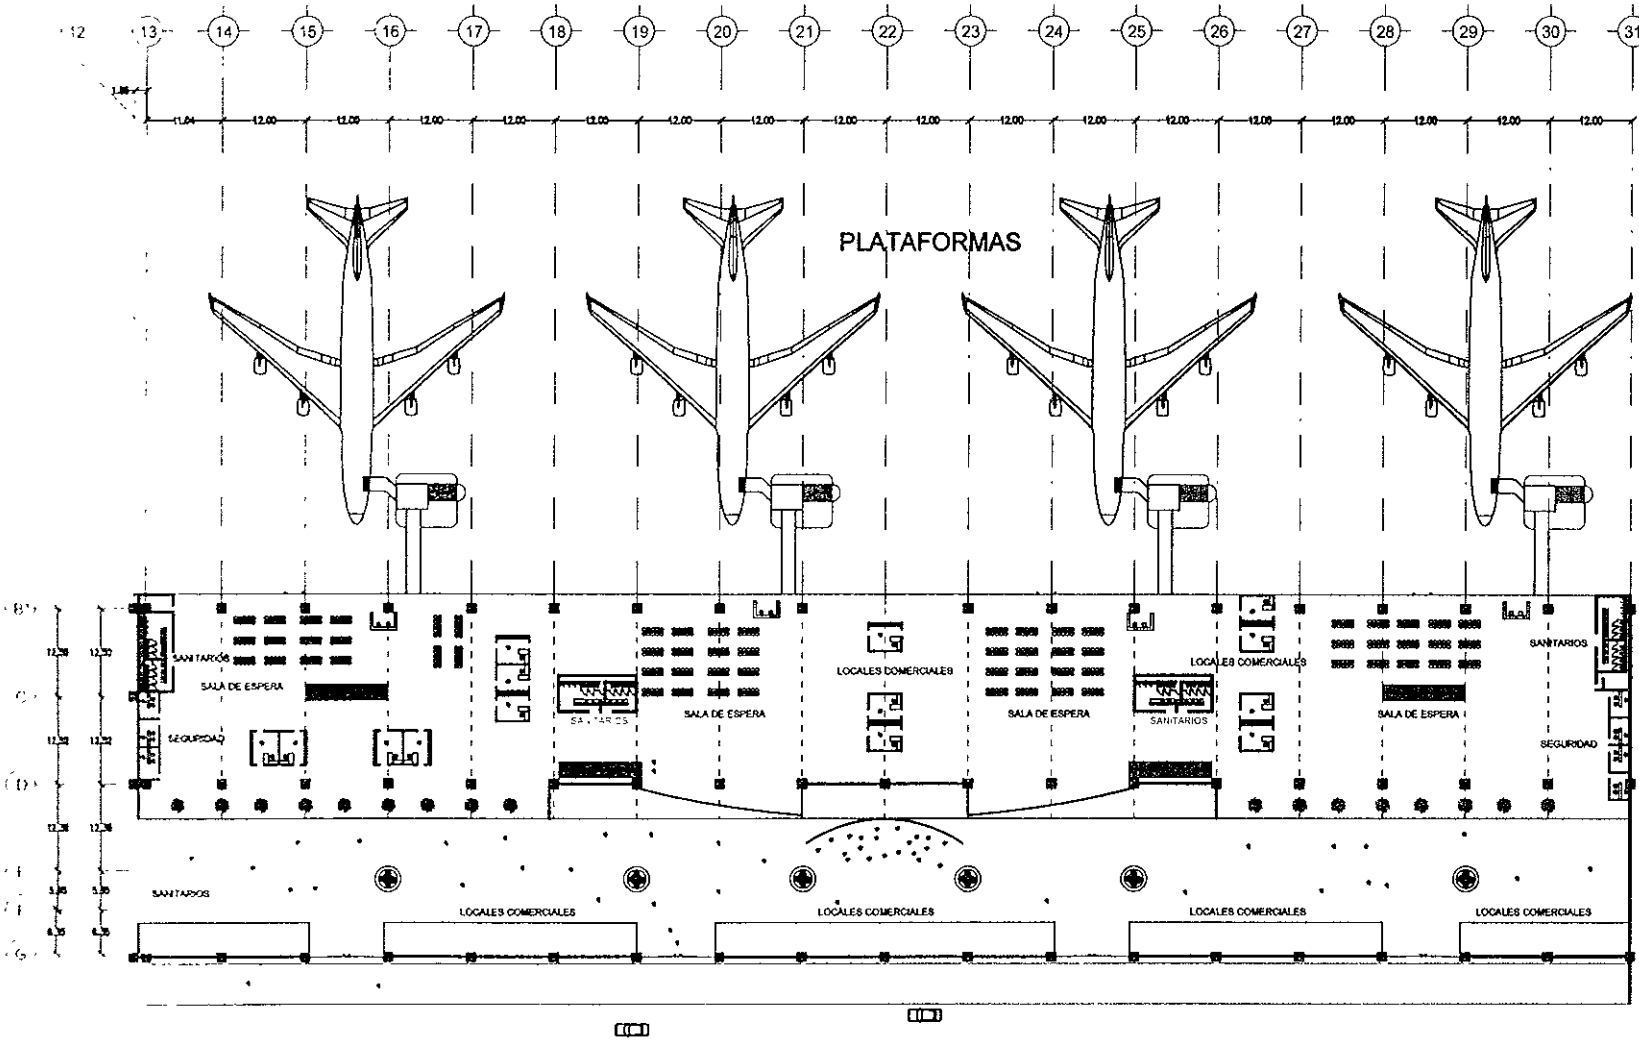 12 13 14 15 16 17 18 19 20 21 22 23 24 25 26 27 28 29 30 31
11.04 12.00 12.00 12.00 12.00 12.00 12.00 12.00 12.00 12.00 12.00 12.00 12.00 12.00 12.00 12.00 12.00 12.00
PLATAFORMAS
SANITARIOS
SALA DE ESPERA
SEGURIDAD
SANITARIOS
SALA DE ESPERA
LOCALES COMERCIALES
SALA DE ESPERA
LOCALES COMERCIALES
SANITARIOS
SANITARIOS
SALA DE ESPERA
SEGURIDAD
D
SANITARIOS
LOCALES COMERCIALES
LOCALES COMERCIALES
LOCALES COMERCIALES
LOCALES COMERCIALES
G